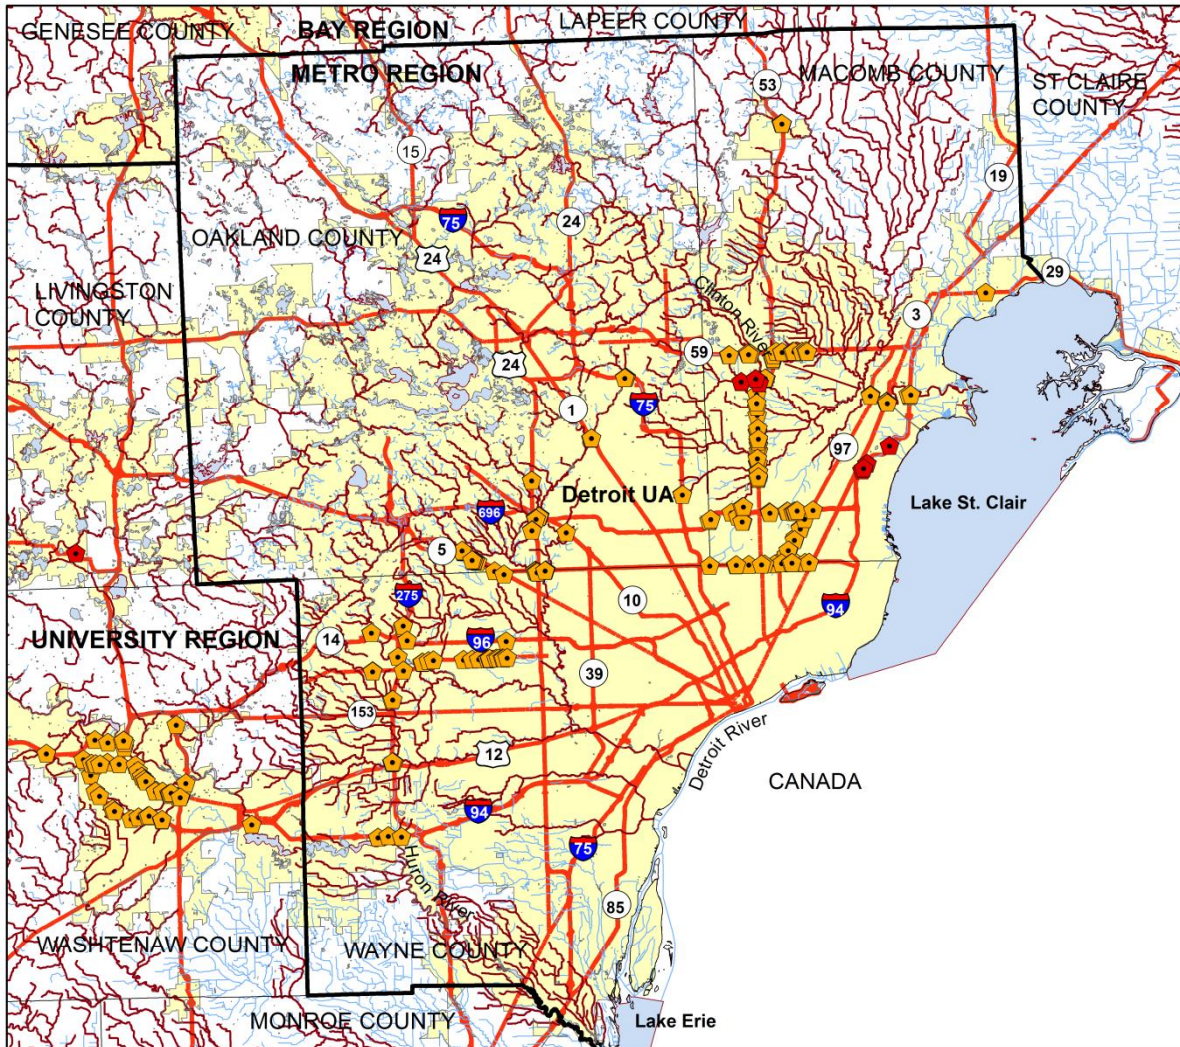 GENESEE COUNTY
BAY REGION
LAPEER COUNTY
METRO REGION
MACOMB COUNTY
ST CLAIRE
COUNTY
53
15
19
24
75
OAKLAND COUNTY
24
29
LIVINGSTON
COUNTY
Clinton River
3
59
24
1
75
97
Detroit UA
Lake St. Clair
696
5
275
10
94
UNIVERSITY REGION
14
96
39
153
12
Detroit River
CANADA
94
75
Huron River
85
WASHTENAW COUNTY
WAYNE COUNTY
MONROE COUNTY
Lake Erie